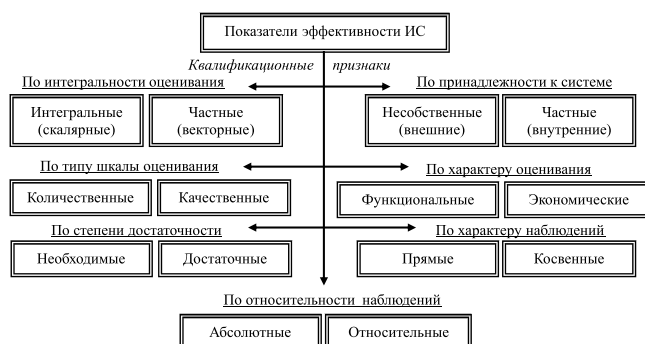 Показатели эффективности ИС
Квалификационные признаки
По интегральности оценивания
По принадлежности к системе
Интегральные
(скалярные)
Частные
(векторные)
Несобственные
(внешние)
Частные
(внутренние)
По типу шкалы оценивания
По характеру оценивания
Количественные
Качественные
Функциональные
Экономические
По степени достаточности
По характеру наблюдений
Необходимые
Достаточные
Прямые
Косвенные
По относительности наблюдений
Абсолютные
Относительные